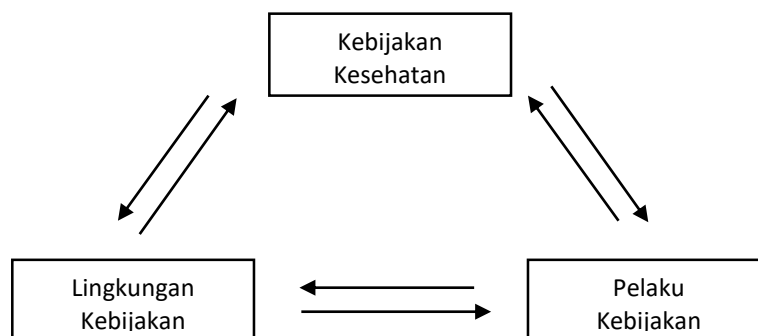 Kebijakan
Kesehatan
Lingkungan
Kebijakan
Pelaku
Kebijakan